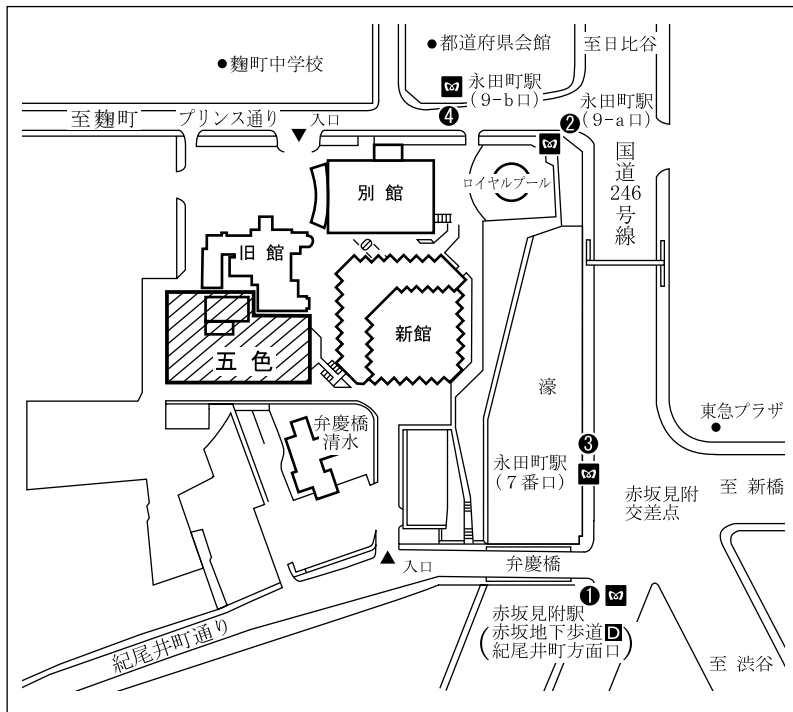 ●都道府県会館
至日比谷
●麴町中学校
永田町駅
(9-b口)
永田町駅
(9-a口)
至麴町
プリンス通り
入口
❹
❷
国道246号線
別館
ロイヤルプール
旧館
新館
五色
濠
東急プラザ
弁慶橋
清水
❸
永田町駅
(7番口)
赤坂見附
交差点
至 新橋
入口
弁慶橋
❶
赤坂見附駅
(赤坂地下歩道D
紀尾井町方面口)
紀尾井町通り
至 渋谷